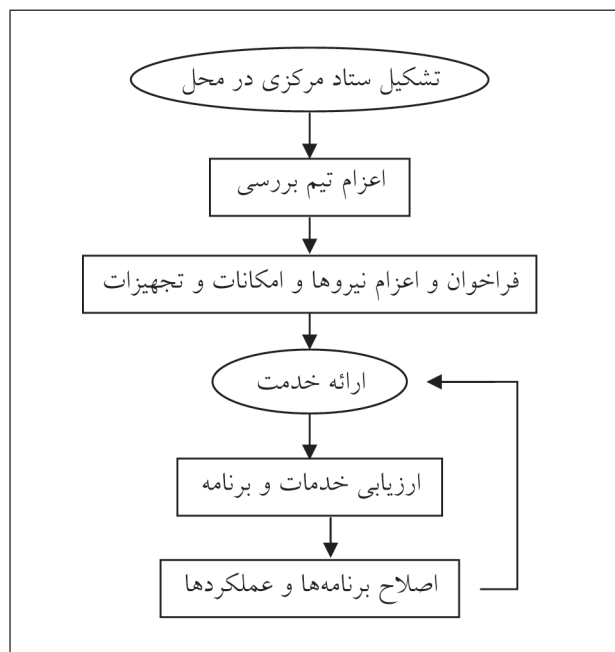 تشکیل ستاد مرکزی در محل
اعزام تیم بررسی
فراخوان و اعزام نیروها و امکانات و تجهیزات
ارائه خدمت
ارزیابی خدمات و برنامه
اصلاح برنامه‌ها و عملکردها